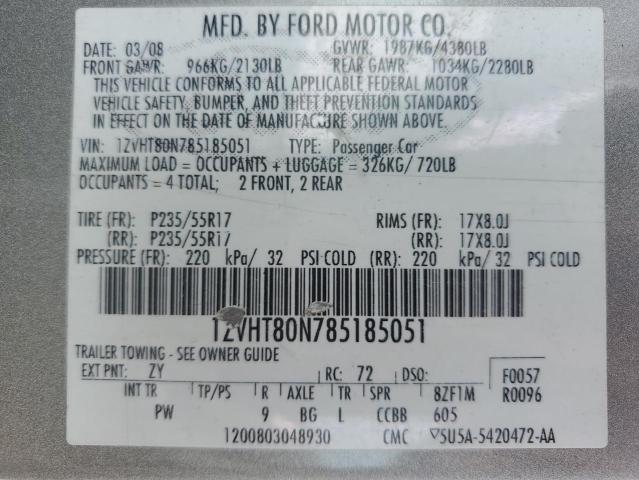 MFD. BY FORD MOTOR CO.
DATE: 03/08 GVWR: 1987KG/4380LB
FRONT GAWR: 966KG/2130LB REAR GAWR: 1034KG/2280LB
THIS VEHICLE CONFORMS TO ALL APPLICABLE FEDERAL MOTOR
VEHICLE SAFETY, BUMPER, AND THEFT PREVENTION STANDARDS
IN EFFECT ON THE DATE OF MANUFACTURE SHOWN ABOVE.
VIN: 1ZVHT80N785185051 TYPE: Passenger Car
MAXIMUM LOAD = OCCUPANTS + LUGGAGE = 326KG/ 720LB
OCCUPANTS = 4 TOTAL; 2 FRONT, 2 REAR
TIRE (FR): P235/55R17 RIMS (FR): 17X8.0J
(RR): P235/55R17 (RR): 17X8.0J
PRESSURE (FR): 220 kPa/ 32 PSI COLD (RR): 220 kPa/ 32 PSI COLD
1ZVHT80N785185051
TRAILER TOWING - SEE OWNER GUIDE
EXT PNT: ZY RC: 72 DSO: F0057
INT TR TP/PS R AXLE TR SPR 8ZF1M R0096
PW 9 BG L CCBB 605
1200803048930 CMC ▽5U5A-5420472-AA